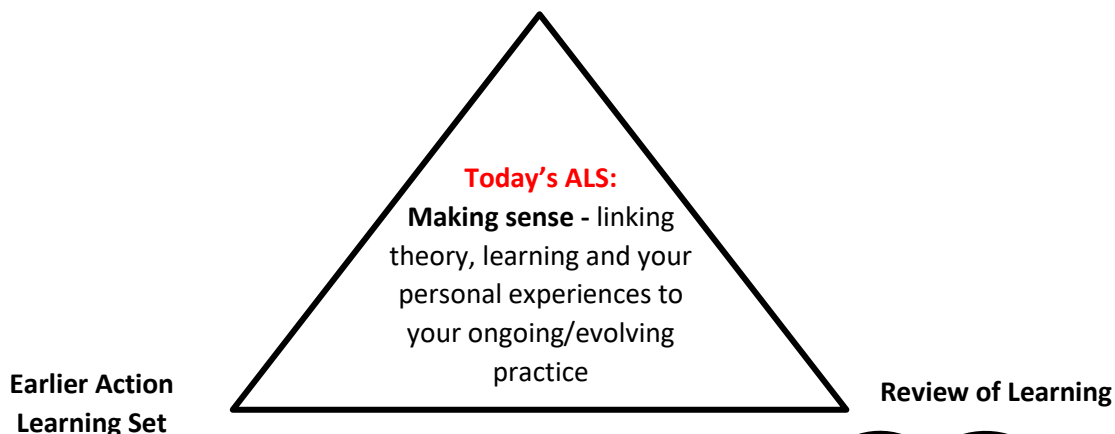 Today’s ALS:
Making sense - linking
theory, learning and your
personal experiences to
your ongoing/evolving
practice
Earlier Action
Learning Set
Review of Learning